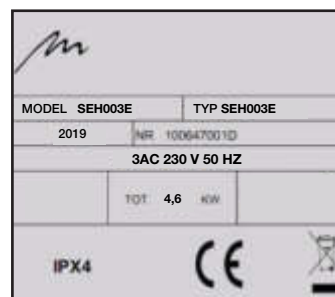 MODEL SEH003E TYP SEH003E
2019 NR 100647001D
3AC 230 V 50 HZ
TOT 4,6 KW
IPX4 CE